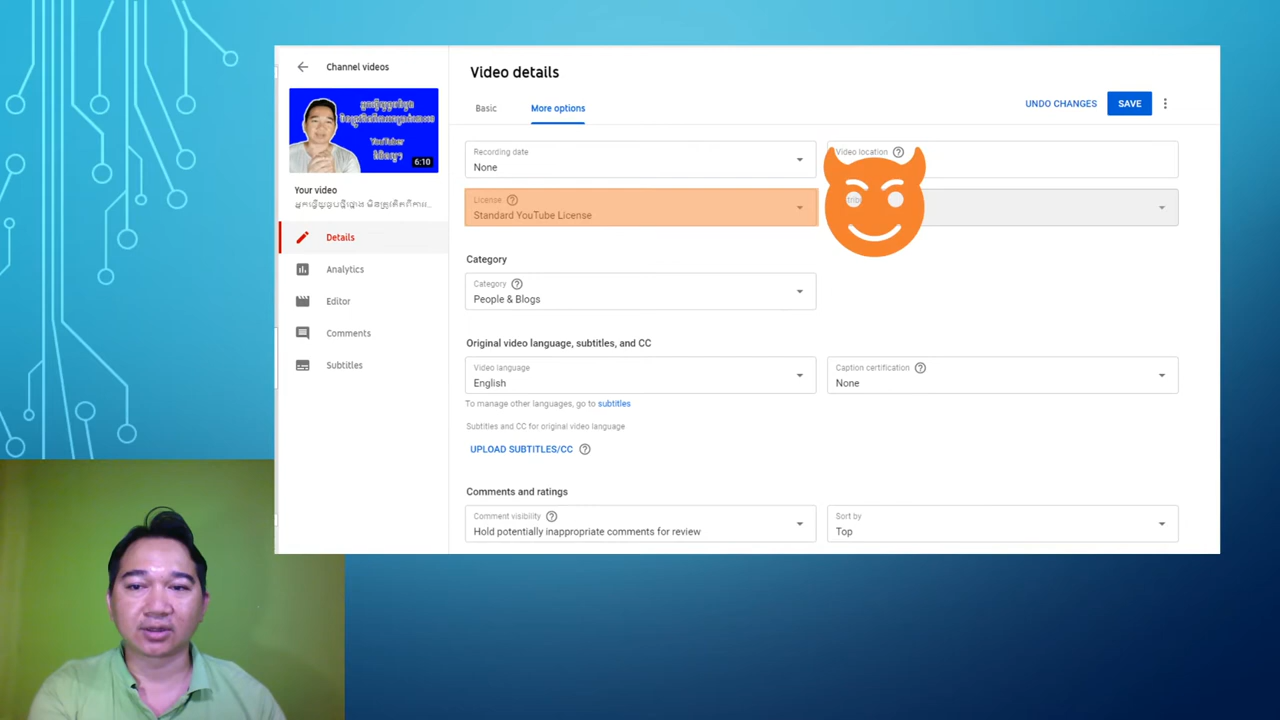 Channel videos
YouTuber
6:10
Your video
Details
Analytics
Editor
Comments
Subtitles
Video details
Basic
More options
UNDO CHANGES
SAVE
Recording date
None
Video location
License
Standard YouTube License
Category
Category
People & Blogs
Original video language, subtitles, and CC
Video language
English
Caption certification
None
To manage other languages, go to subtitles
Subtitles and CC for original video language
UPLOAD SUBTITLES/CC
Comments and ratings
Comment visibility
Hold potentially inappropriate comments for review
Sort by
Top